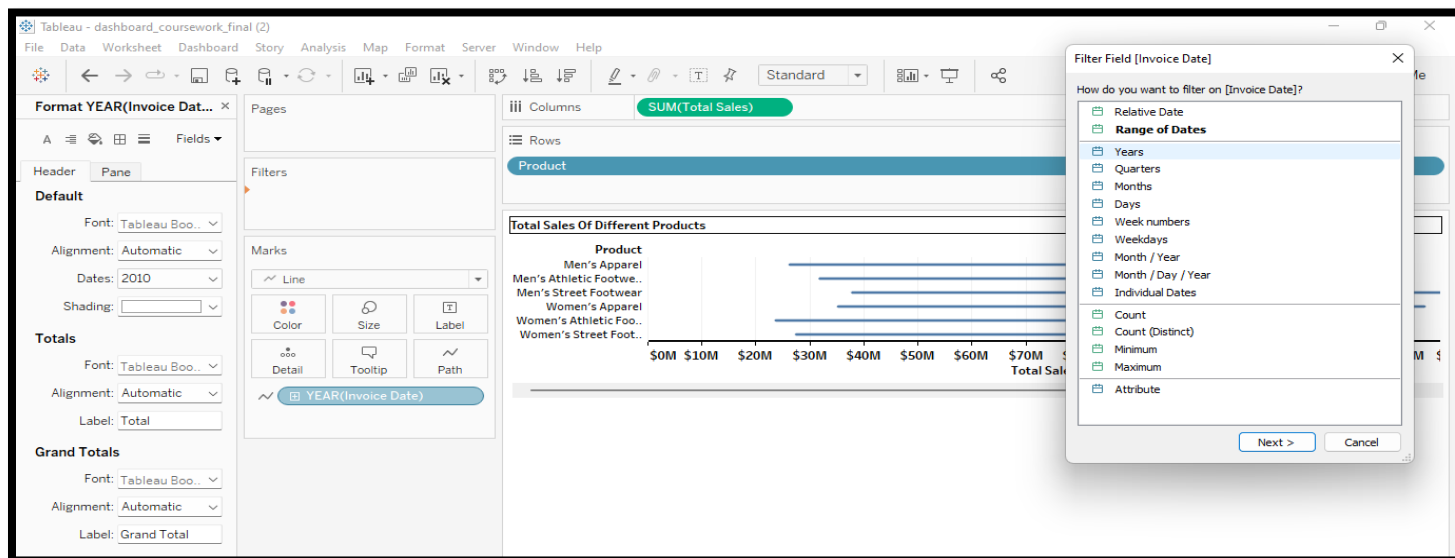 Tableau - dashboard_coursework_final (2)
File Data Worksheet Dashboard Story Analysis Map Format Server Window Help
Standard
Format YEAR(Invoice Dat...
Fields
Header Pane
Default
Font: Tableau Boo..
Alignment: Automatic
Dates: 2010
Shading:
Totals
Font: Tableau Boo..
Alignment: Automatic
Label: Total
Grand Totals
Font: Tableau Boo..
Alignment: Automatic
Label: Grand Total
Pages
Filters
Marks
Line
Color Size Label
Detail Tooltip Path
YEAR(Invoice Date)
Columns SUM(Total Sales)
Rows
Product
Total Sales Of Different Products
Product
Men's Apparel
Men's Athletic Footwe..
Men's Street Footwear
Women's Apparel
Women's Athletic Foo..
Women's Street Foot..
$0M $10M $20M $30M $40M $50M $60M $70M
Total Sal
Filter Field [Invoice Date]
How do you want to filter on [Invoice Date]?
Relative Date
Range of Dates
Years
Quarters
Months
Days
Week numbers
Weekdays
Month / Year
Month / Day / Year
Individual Dates
Count
Count (Distinct)
Minimum
Maximum
Attribute
Next > Cancel